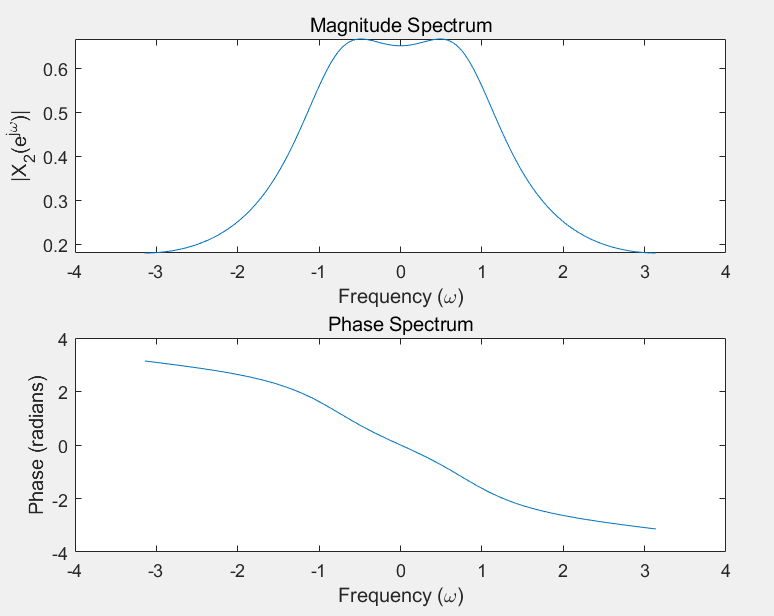 Magnitude Spectrum
|X₂(e^{jω})|
0.6
0.5
0.4
0.3
0.2
-4 -3 -2 -1 0 1 2 3 4
Frequency (ω)
Phase Spectrum
Phase (radians)
4
2
0
-2
-4
-4 -3 -2 -1 0 1 2 3 4
Frequency (ω)